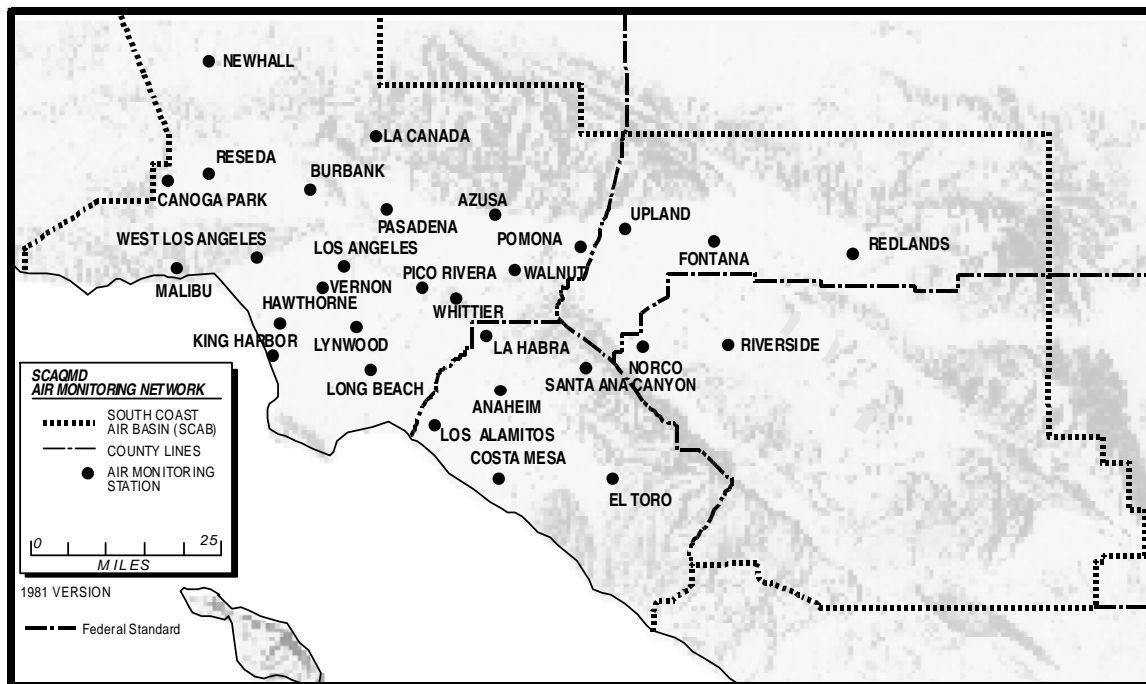 NEWHALL
LA CANADA
RESEDA
BURBANK
CANOGA PARK
AZUSA
PASADENA
UPLAND
WEST LOS ANGELES
LOS ANGELES
POMONA
REDLANDS
FONTANA
PICO RIVERA
WALNUT
MALIBU
VERNON
HAWTHORNE
WHITTIER
KING HARBOR
LYNWOOD
LA HABRA
RIVERSIDE
NORCO
LONG BEACH
SANTA ANA CANYON
ANAHEIM
LOS ALAMITOS
COSTA MESA
EL TORO
SCAQMD
AIR MONITORING NETWORK
SOUTH COAST
AIR BASIN (SCAB)
COUNTY LINES
AIR MONITORING
STATION
0 25
MILES
1981 VERSION
Federal Standard